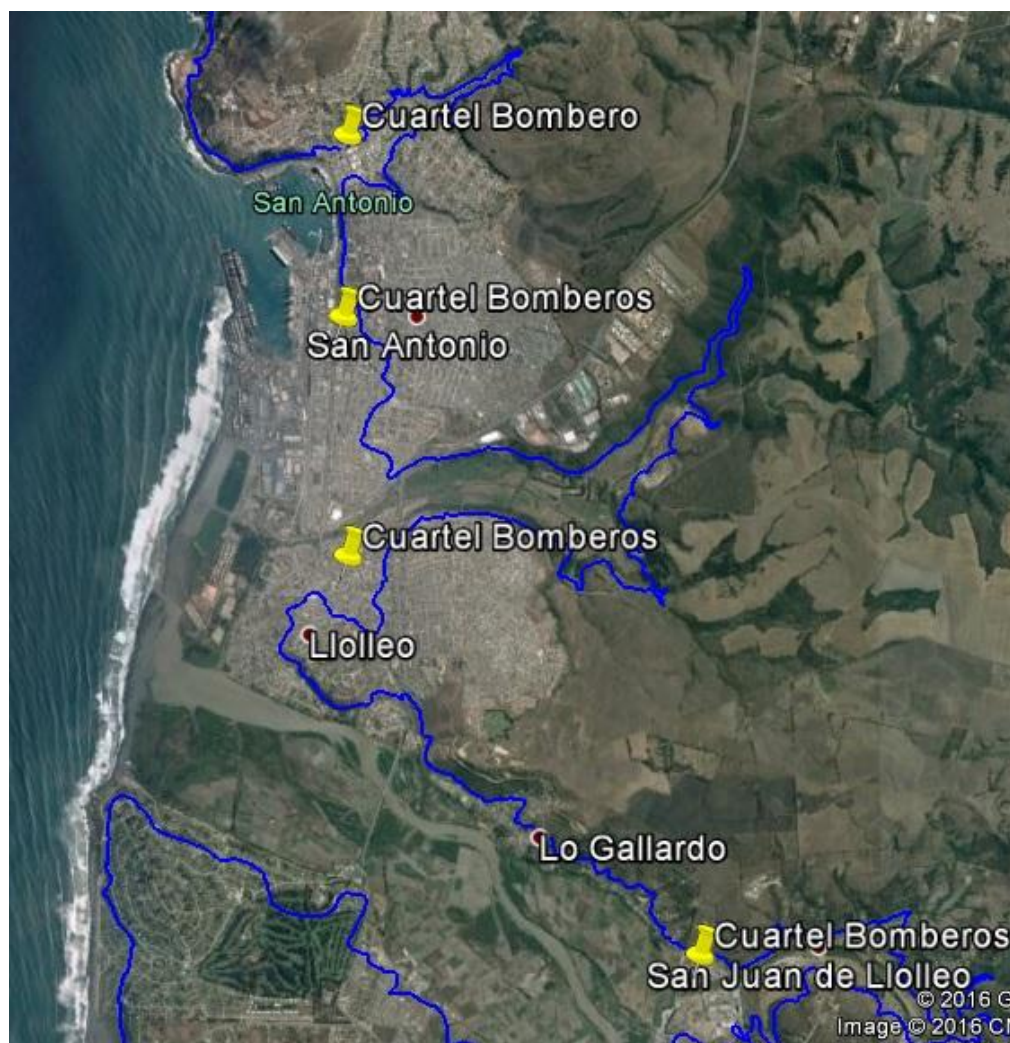 Cuartel Bombero
San Antonio
Cuartel Bomberos
San Antonio
Cuartel Bomberos
Llolleo
Lo Gallardo
Cuartel Bomberos
San Juan de Llolleo
© 2016 G
Image © 2016 CN